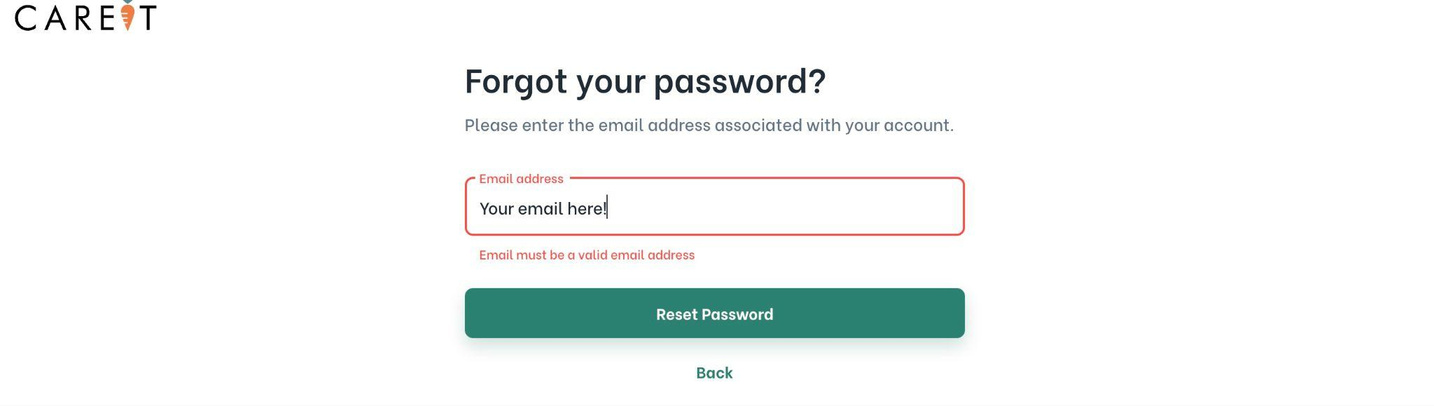 CAREIT
Forgot your password?
Please enter the email address associated with your account.
Email address
Your email here!
Email must be a valid email address
Reset Password
Back